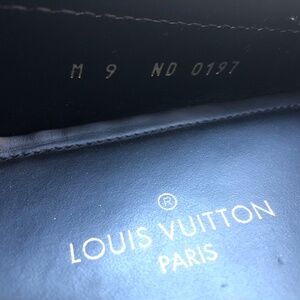 M 9 ND 0197
®
LOUIS VUITTON
PARIS